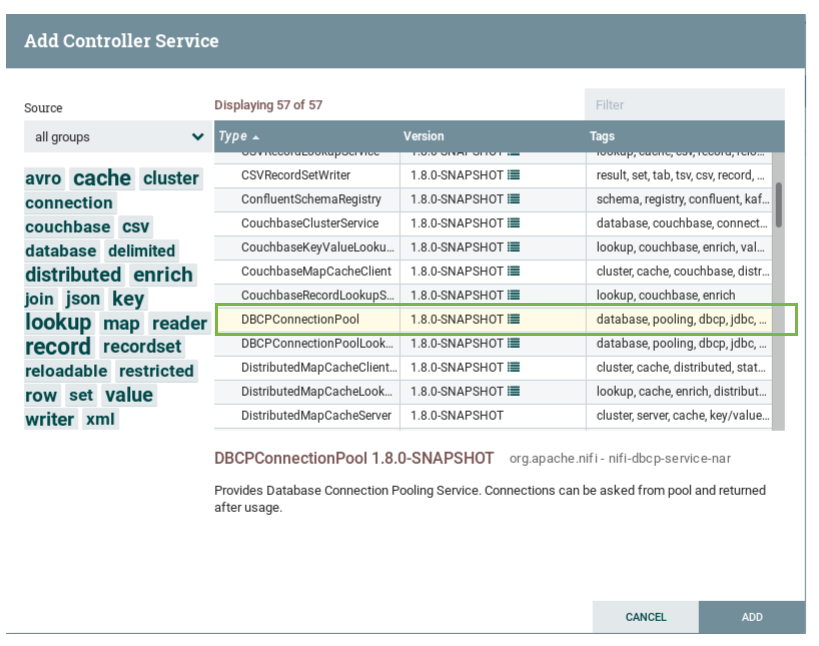 Add Controller Service
Source
Displaying 57 of 57
Filter
all groups
Type Version Tags
CSVRecordLookupService 1.8.0-SNAPSHOT lookup, cache, csv, record, relo...
CSVRecordSetWriter 1.8.0-SNAPSHOT result, set, tab, tsv, csv, record, ...
ConfluentSchemaRegistry 1.8.0-SNAPSHOT schema, registry, confluent, kaf...
CouchbaseClusterService 1.8.0-SNAPSHOT database, couchbase, connect...
CouchbaseKeyValueLooku... 1.8.0-SNAPSHOT lookup, couchbase, enrich, val...
CouchbaseMapCacheClient 1.8.0-SNAPSHOT cluster, cache, couchbase, distr...
CouchbaseRecordLookupS... 1.8.0-SNAPSHOT lookup, couchbase, enrich
DBCPConnectionPool 1.8.0-SNAPSHOT database, pooling, dbcp, jdbc, ...
DBCPConnectionPoolLook... 1.8.0-SNAPSHOT database, pooling, dbcp, jdbc, ...
DistributedMapCacheClient... 1.8.0-SNAPSHOT cluster, cache, distributed, stat...
DistributedMapCacheLook... 1.8.0-SNAPSHOT lookup, cache, enrich, distribut...
DistributedMapCacheServer 1.8.0-SNAPSHOT cluster, server, cache, key/value...
avro cache cluster
connection
couchbase csv
database delimited
distributed enrich
join json key
lookup map reader
record recordset
reloadable restricted
row set value
writer xml
DBCPConnectionPool 1.8.0-SNAPSHOT org.apache.nifi - nifi-dbcp-service-nar
Provides Database Connection Pooling Service. Connections can be asked from pool and returned
after usage.
CANCEL ADD